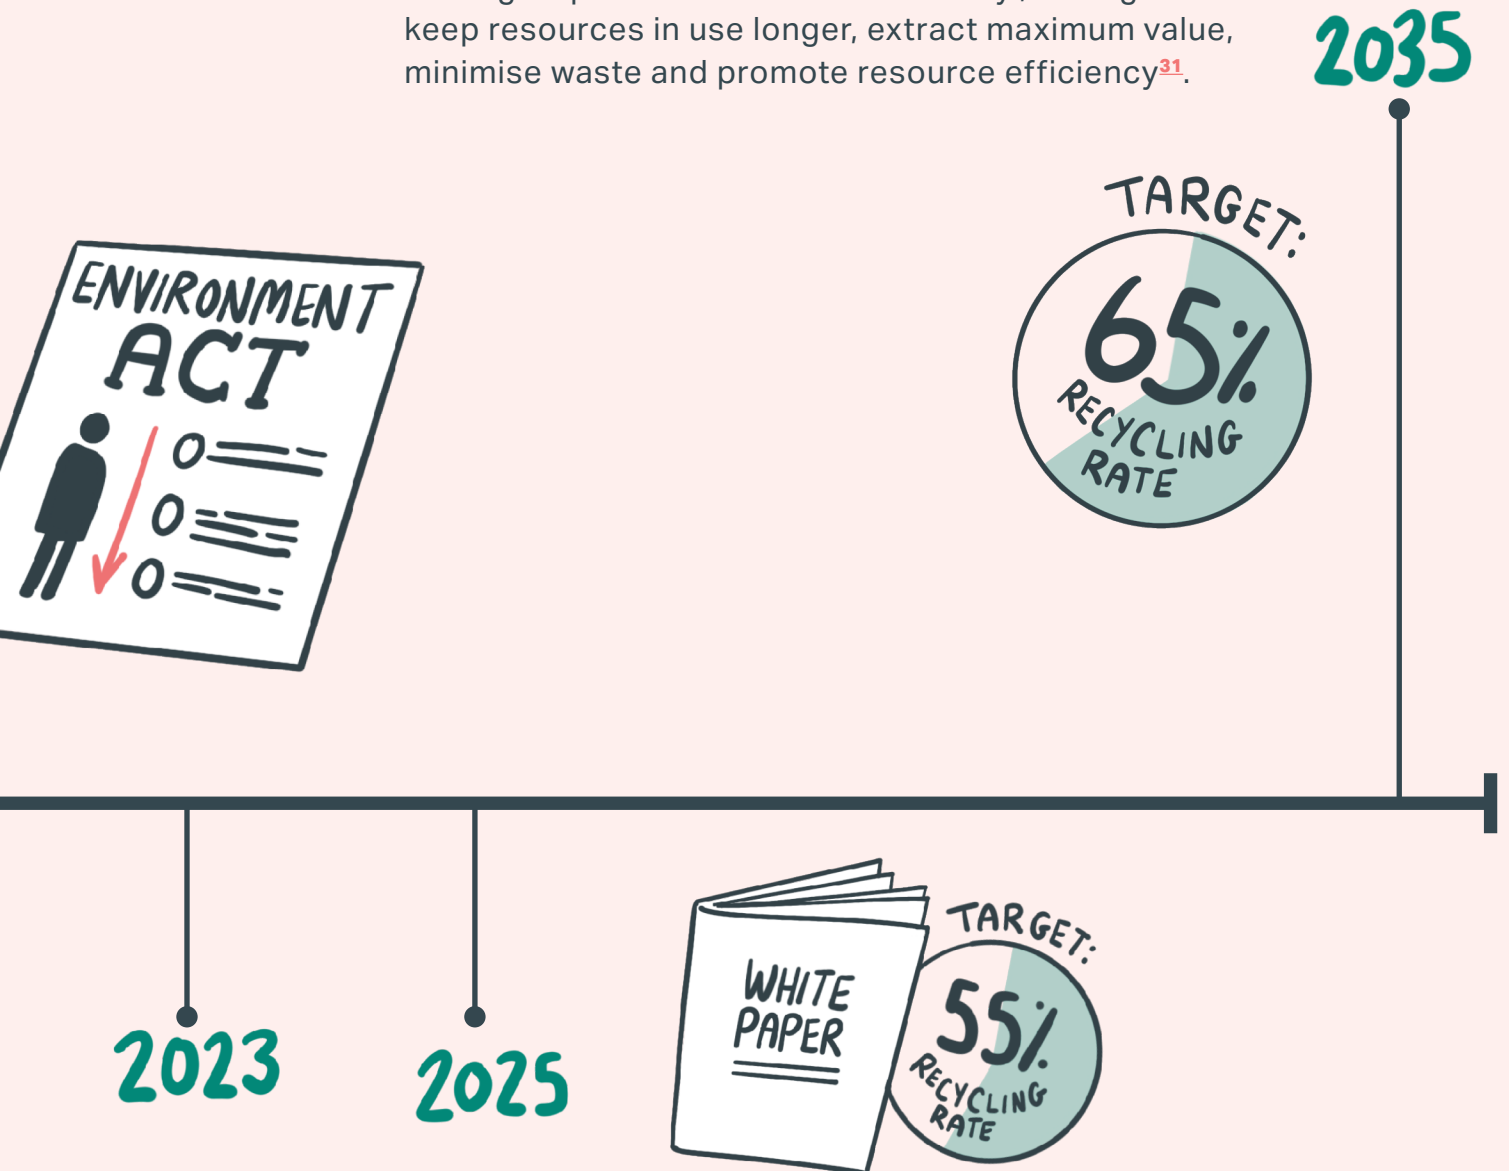 keep resources in use longer, extract maximum value,
minimise waste and promote resource efficiency31.
2035
TARGET:
65%
RECYCLING
RATE
ENVIRONMENT
ACT
2023
2025
WHITE
PAPER
TARGET:
55%
RECYCLING
RATE